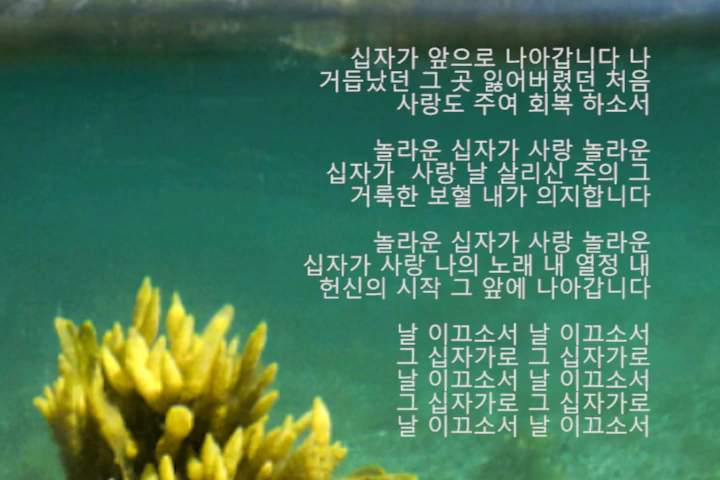 십자가 앞으로 나아갑니다 나
거듭났던 그 곳 잃어버렸던 처음
사랑도 주여 회복 하소서
놀라운 십자가 사랑 놀라운
십자가 사랑 날 살리신 주의 그
거룩한 보혈 내가 의지합니다
놀라운 십자가 사랑 놀라운
십자가 사랑 나의 노래 내 열정 내
헌신의 시작 그 앞에 나아갑니다
날 이끄소서 날 이끄소서
그 십자가로 그 십자가로
날 이끄소서 날 이끄소서
그 십자가로 그 십자가로
날 이끄소서 날 이끄소서